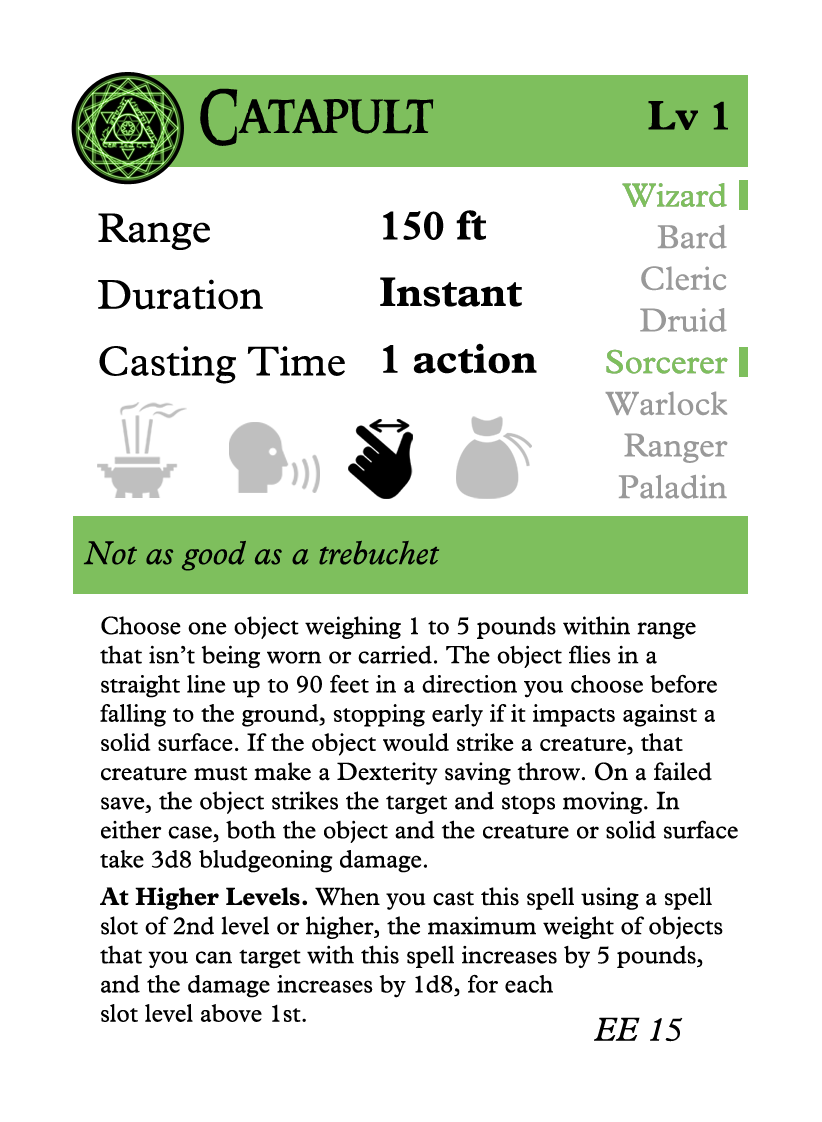 CATAPULT
Lv 1
Range 150 ft
Duration Instant
Casting Time 1 action
Wizard
Bard
Cleric
Druid
Sorcerer
Warlock
Ranger
Paladin
Not as good as a trebuchet
Choose one object weighing 1 to 5 pounds within range
that isn’t being worn or carried. The object flies in a
straight line up to 90 feet in a direction you choose before
falling to the ground, stopping early if it impacts against a
solid surface. If the object would strike a creature, that
creature must make a Dexterity saving throw. On a failed
save, the object strikes the target and stops moving. In
either case, both the object and the creature or solid surface
take 3d8 bludgeoning damage.
At Higher Levels. When you cast this spell using a spell
slot of 2nd level or higher, the maximum weight of objects
that you can target with this spell increases by 5 pounds,
and the damage increases by 1d8, for each
slot level above 1st.
EE 15